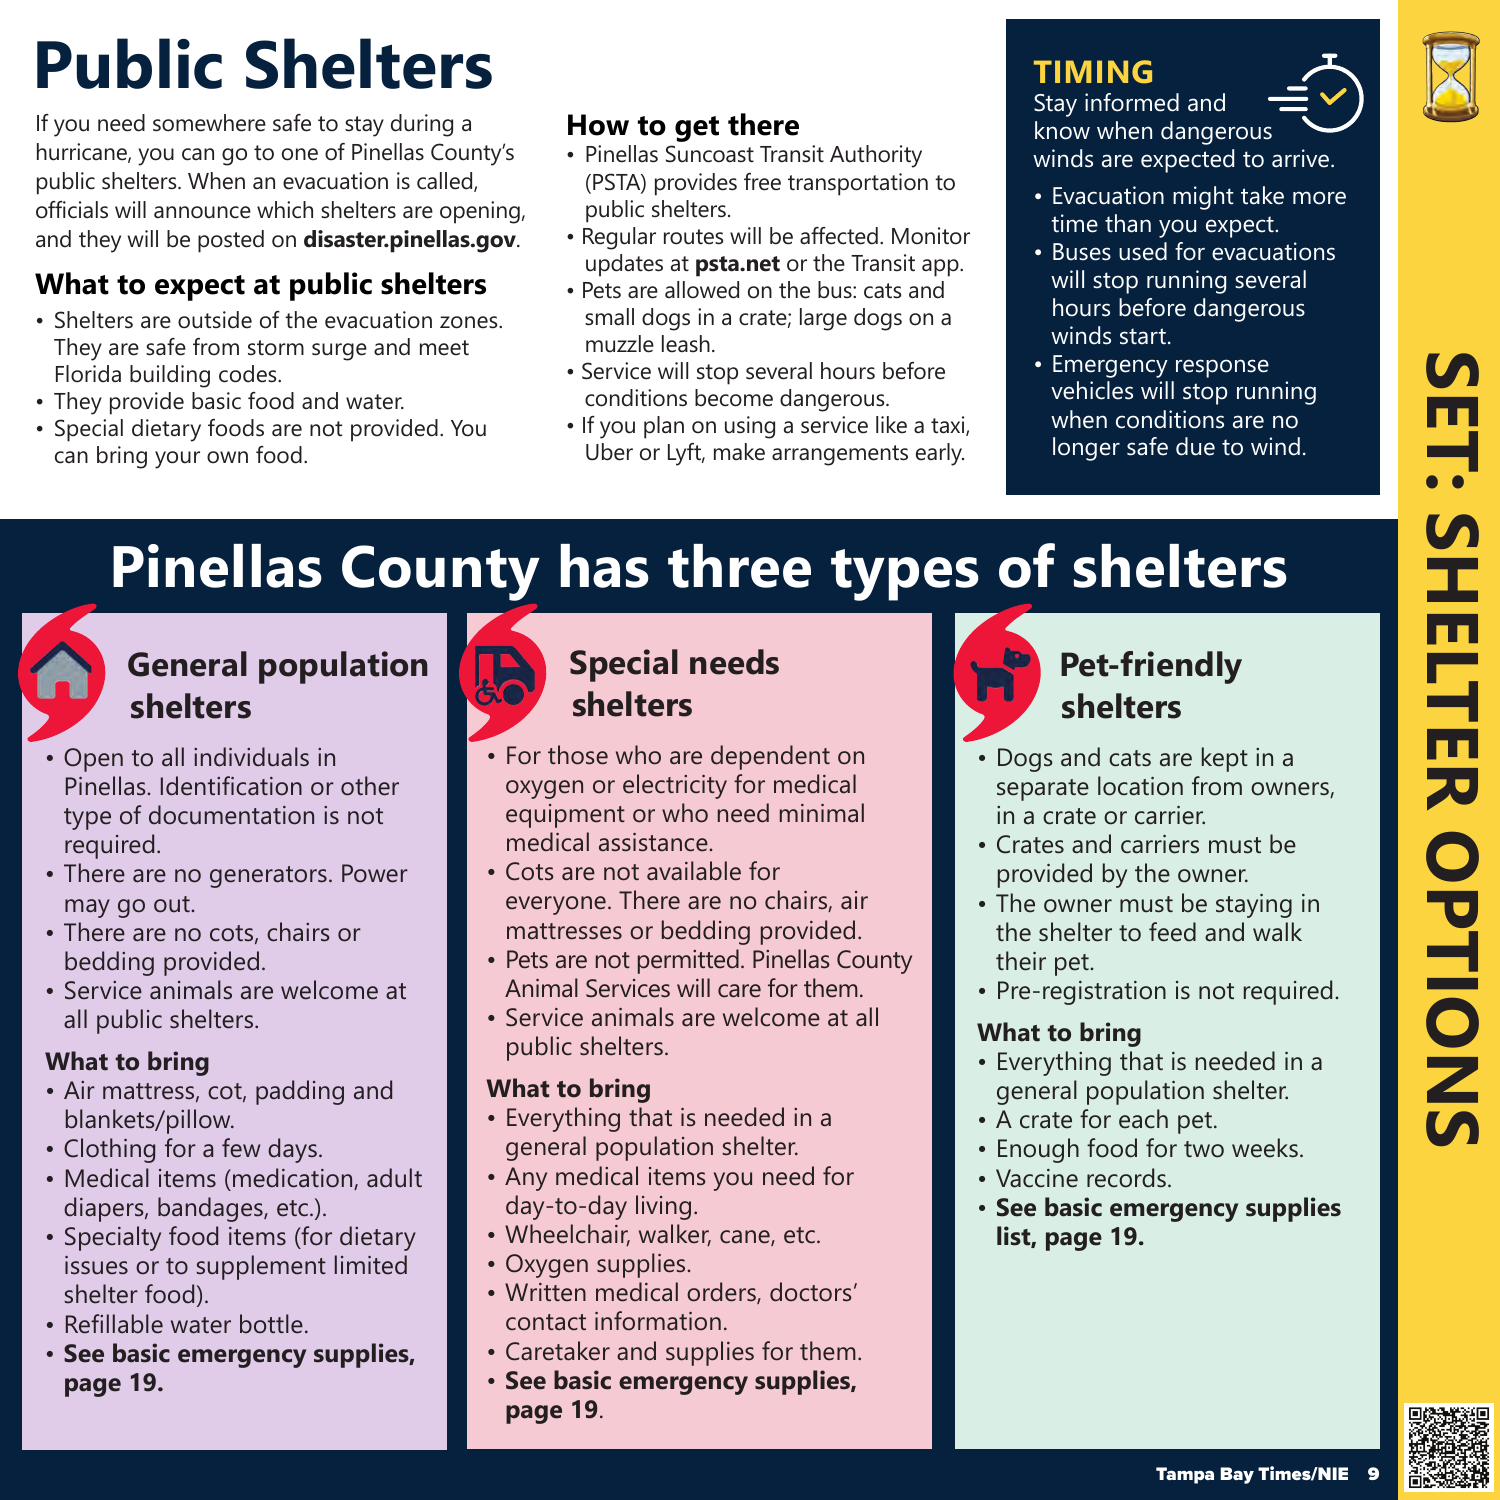 Public Shelters
If you need somewhere safe to stay during a
hurricane, you can go to one of Pinellas County's
public shelters. When an evacuation is called,
officials will announce which shelters are opening,
and they will be posted on disaster.pinellas.gov.
What to expect at public shelters
• Shelters are outside of the evacuation zones.
They are safe from storm surge and meet
Florida building codes.
• They provide basic food and water.
• Special dietary foods are not provided. You
can bring your own food.
How to get there
• Pinellas Suncoast Transit Authority
(PSTA) provides free transportation to
public shelters.
• Regular routes will be affected. Monitor
updates at psta.net or the Transit app.
• Pets are allowed on the bus: cats and
small dogs in a crate; large dogs on a
muzzle leash.
• Service will stop several hours before
conditions become dangerous.
• If you plan on using a service like a taxi,
Uber or Lyft, make arrangements early.
TIMING
Stay informed and
know when dangerous
winds are expected to arrive.
• Evacuation might take more
time than you expect.
• Buses used for evacuations
will stop running several
hours before dangerous
winds start.
• Emergency response
vehicles will stop running
when conditions are no
longer safe due to wind.
SET: SHELTER OPTIONS
Pinellas County has three types of shelters
General population
shelters
• Open to all individuals in
Pinellas. Identification or other
type of documentation is not
required.
• There are no generators. Power
may go out.
• There are no cots, chairs or
bedding provided.
• Service animals are welcome at
all public shelters.
What to bring
• Air mattress, cot, padding and
blankets/pillow.
• Clothing for a few days.
• Medical items (medication, adult
diapers, bandages, etc.).
• Specialty food items (for dietary
issues or to supplement limited
shelter food).
• Refillable water bottle.
• See basic emergency supplies,
page 19.
Special needs
shelters
• For those who are dependent on
oxygen or electricity for medical
equipment or who need minimal
medical assistance.
• Cots are not available for
everyone. There are no chairs, air
mattresses or bedding provided.
• Pets are not permitted. Pinellas County
Animal Services will care for them.
• Service animals are welcome at all
public shelters.
What to bring
• Everything that is needed in a
general population shelter.
• Any medical items you need for
day-to-day living.
• Wheelchair, walker, cane, etc.
• Oxygen supplies.
• Written medical orders, doctors'
contact information.
• Caretaker and supplies for them.
• See basic emergency supplies,
page 19.
Pet-friendly
shelters
• Dogs and cats are kept in a
separate location from owners,
in a crate or carrier.
• Crates and carriers must be
provided by the owner.
• The owner must be staying in
the shelter to feed and walk
their pet.
• Pre-registration is not required.
What to bring
• Everything that is needed in a
general population shelter.
• A crate for each pet.
• Enough food for two weeks.
• Vaccine records.
• See basic emergency supplies
list, page 19.
Tampa Bay Times/NIE 9